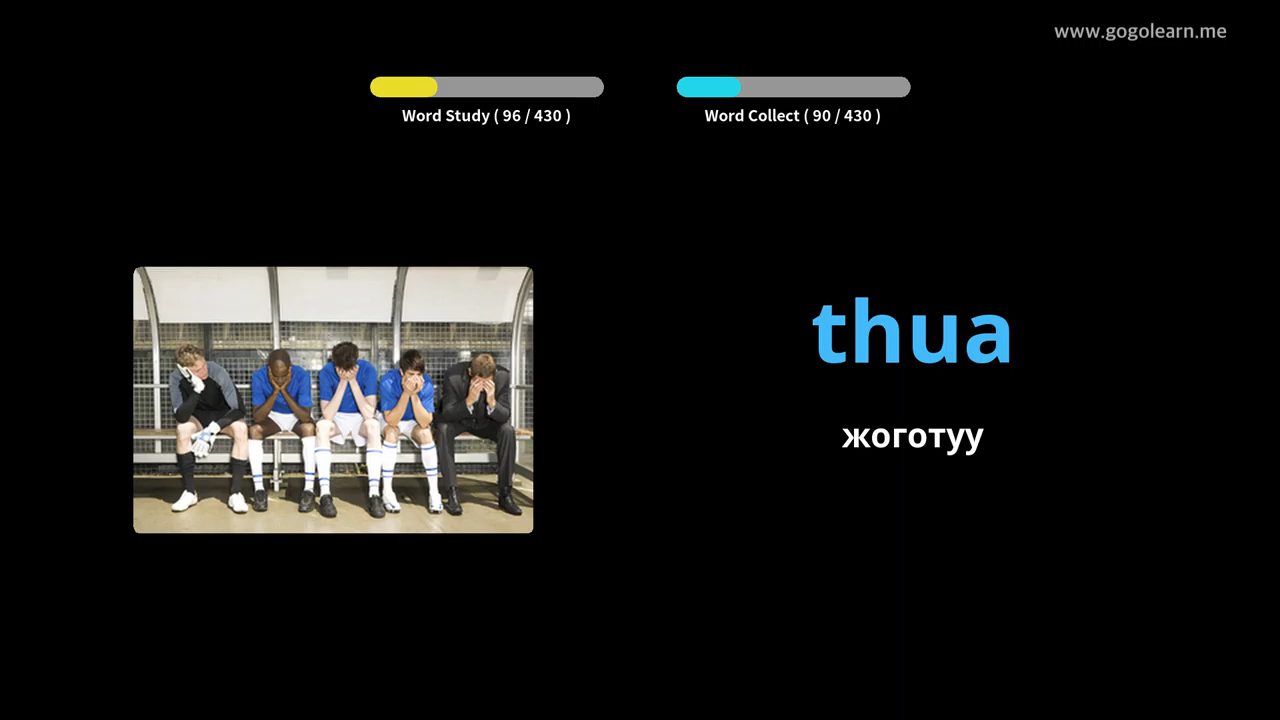 www.gogolearn.me
Word Study ( 96 / 430 )
Word Collect ( 90 / 430 )
thua
жоготуу